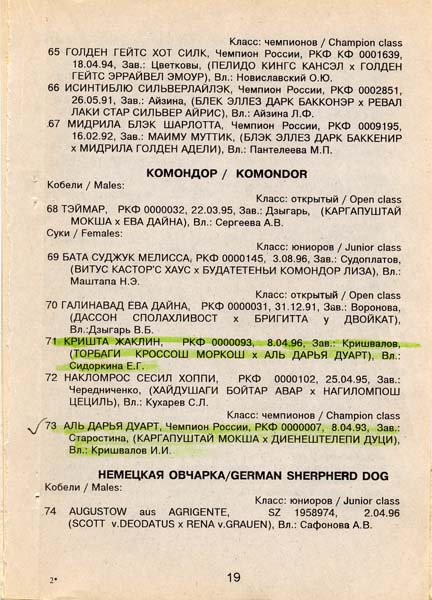 Класс: чемпионов / Champion class
65 ГОЛДЕН ГЕЙТС ХОТ СИЛК, Чемпион России, РКФ КФ 0001639,
18.04.94, Зав.: Цветковы, (ПЕЛИДО КИНГС КАНСЭЛ х ГОЛДЕН
ГЕЙТС ЭРРАЙВЕЛ ЭМОУР), Вл.: Новиславский О.Ю.
66 ИСИНТИБЛЮ СИЛЬВЕРЛАЙЗЛЕК, Чемпион России, РКФ 0002851,
26.05.91, Зав.: Айзина, (БЛЕК ЭЛЛЕЗ ДАРК БАККОНЭР х РЕВАЛ
ЛАКИ СТАР СИЛЬВЕР АЙРИС), Вл.: Айзина Л.Ф.
67 МИДРИЛА БЛЭК ШАРЛОТТА, Чемпион России, РКФ 0009195,
16.02.92, Зав.: МАИМУ МУТТИК, (БЛЭК ЭЛЛЕЗ ДАРК БАККЕНИР
х МИДРИЛА ГОЛДЕН АДЕЛИ), Вл.: Пантелеева М.П.
КОМОНДОР / KOMONDOR
Кобели / Males:
Класс: открытый / Open class
68 ТЭЙМАР, РКФ 0000032, 22.03.95, Зав.: Дзыгарь, (КАРГАПУШТАЙ
МОКША х ЕВА ДАЙНА), Вл.: Сергеева А.В.
Суки / Females:
Класс: юниоров / Junior class
69 БАТА СУДЖУК МЕЛИССА, РКФ 0000145, 3.08.96, Зав.: Судоплатов,
(ВИТУС КАСТОР'С ХАУС х БУДАТЕТЕНЬИ КОМОНДОР ЛИЗА), Вл.:
Маштапа Н.Э.
Класс: открытый / Open class
70 ГАЛИНАВАД ЕВА ДАЙНА, РКФ 0000031, 31.12.91, Зав.: Воронова,
(ДАССОН СПОЛАХЛИВОСТ х БРИГИТТА у ДВОЙКАТ),
Вл.:Дзыгарь В.Б.
71 КРИШТА ЖАКЛИН, РКФ 0000093, 8.04.96, Зав.: Кришвалов,
(ТОРБАГИ КРОССОШ МОРКОШ х АЛЬ ДАРЬЯ ДУАРТ), Вл.:
Сидоркина Е.Г.
72 НАКЛОМРОС СЕСИЛ ХОППИ, РКФ 0000102, 25.04.95, Зав.:
Чередниченко, (ХАЙДУШАГИ БОЙТАР АВАР х НАГИЛОМПОШ
ЦЕЦИЛЬ), Вл.: Кухарев С.Л.
Класс: чемпионов / Champion class
73 АЛЬ ДАРЬЯ ДУАРТ, Чемпион России, РКФ 0000007, 8.04.93, Зав.:
Старостина, (КАРГАПУШТАЙ МОКША х ДИЕНЕШТЕЛЕПИ ДУЦИ),
Вл.: Кришвалов И.И.
НЕМЕЦКАЯ ОВЧАРКА/GERMAN SHERPHERD DOG
Кобели / Males:
Класс: юниоров / Junior class
74 AUGUSTOW aus AGRIGENTE, SZ 1958974, 2.04.96
(SCOTT v.DEODATUS x RENA v.GRAUEN), Вл.: Сафонова А.В.
19
2*